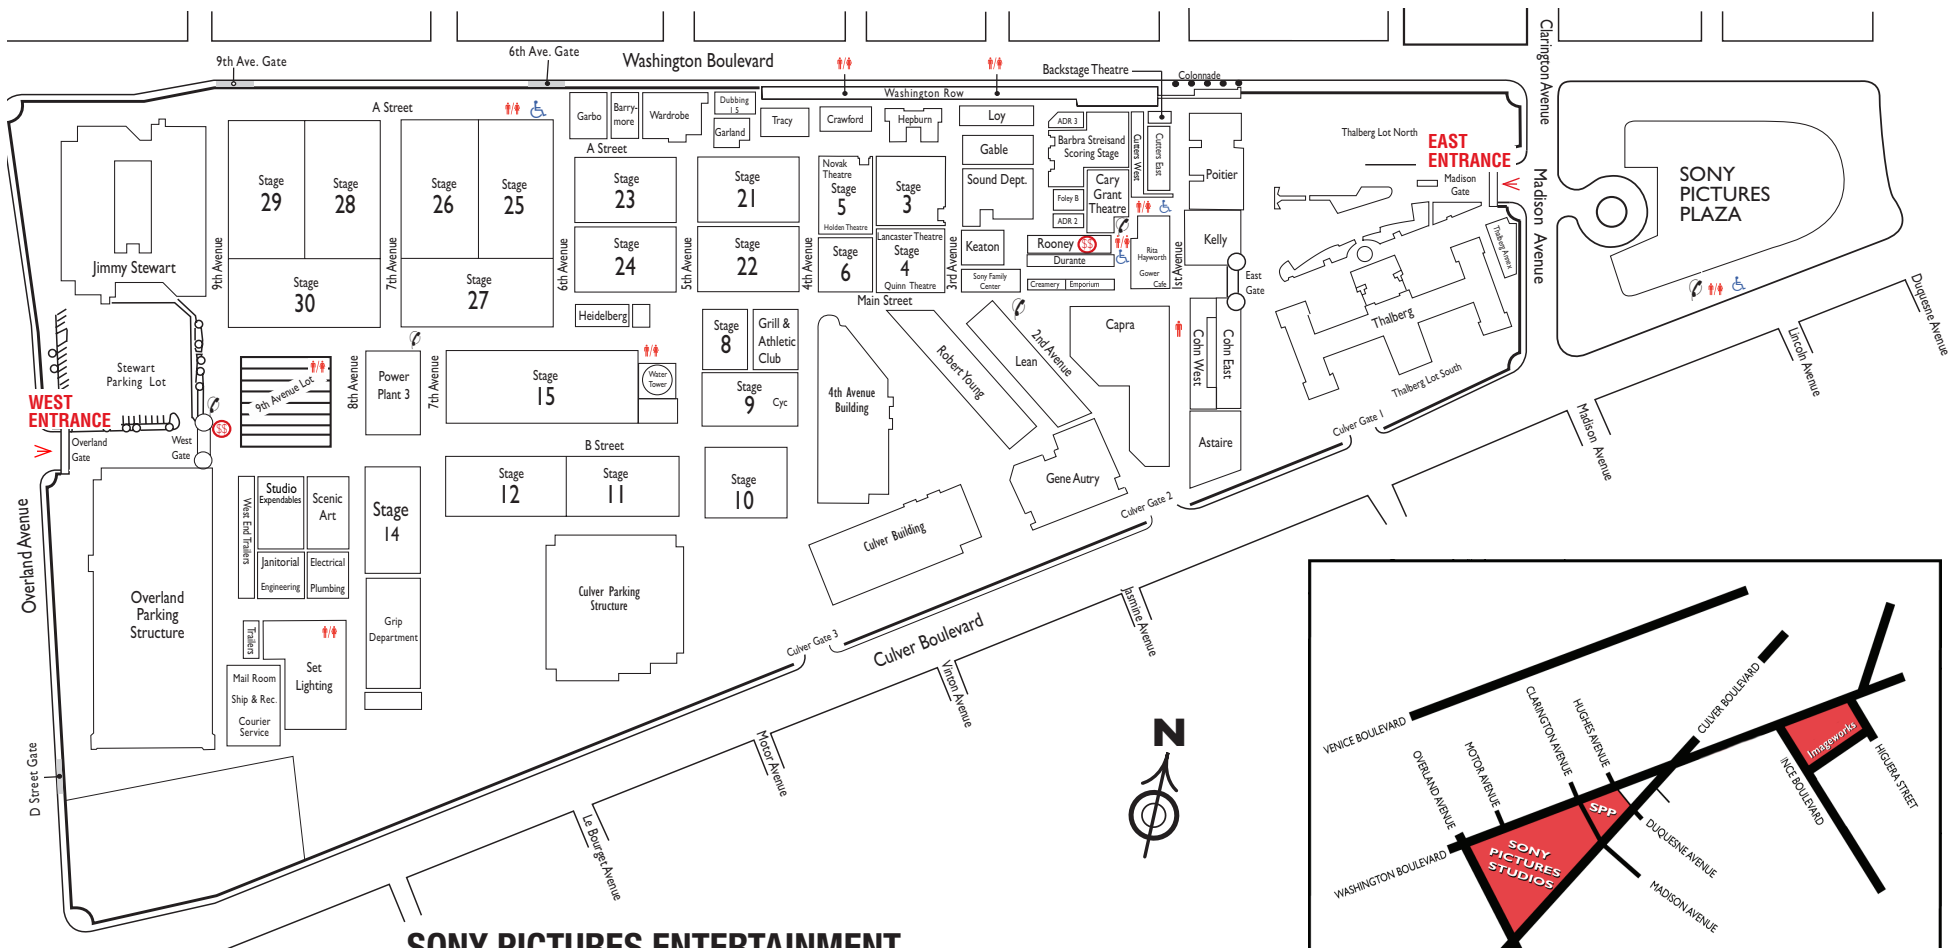 9th Ave. Gate
6th Ave. Gate
Washington Boulevard
Backstage Theatre
Colonnade
Clarington Avenue
Washington Row
A Street
Garbo
Barry-
more
Wardrobe
Dubbing
15
Garland
Tracy
Crawford
Hepburn
Loy
ADR 3
Barbra Streisand
Scoring Stage
Cutters West
Cutters East
Poitier
Thalberg Lot North
EAST
ENTRANCE
Madison
Gate
Madison Avenue
SONY
PICTURES
PLAZA
A Street
Gable
Sound Dept.
Cary
Grant
Theatre
Foley B
ADR 2
Stage
29
Stage
28
Stage
26
Stage
25
Stage
23
Stage
21
Novak
Theatre
Stage
5
Holden Theatre
Stage
3
Jimmy Stewart
9th Avenue
7th Avenue
6th Avenue
Stage
24
5th Avenue
Stage
22
4th Avenue
Stage
6
Lancaster Theatre
Stage
4
Quinn Theatre
3rd Avenue
Keaton
Rooney
$$
Durante
Rita
Hayworth
Gower
Cafe
1st Avenue
Kelly
East
Gate
Thalberg Annex
Sony Family
Center
Creamery
Emporium
Stage
30
Stage
27
Main Street
Heidelberg
Stage
8
Grill &
Athletic
Club
Robert Young
Lean
2nd Avenue
Capra
Cohn West
Cohn East
Thalberg
Thalberg Lot South
Duquesne Avenue
Lincoln Avenue
Stewart
Parking Lot
9th Avenue Lot
8th Avenue
Power
Plant 3
7th Avenue
Stage
15
Water
Tower
Stage
9
Cyc
4th Avenue
Building
WEST
ENTRANCE
Overland
Gate
West
Gate
$$
B Street
Astaire
Culver Gate 1
Madison Avenue
Overland Avenue
West End Trailers
Studio
Expendables
Scenic
Art
Stage
14
Stage
12
Stage
11
Stage
10
Gene Autry
Culver Gate 2
Culver Building
Janitorial
Engineering
Electrical
Plumbing
Overland
Parking
Structure
Culver Parking
Structure
Jasmine Avenue
Trailers
Grip
Department
Culver Gate 3
Culver Boulevard
Set
Lighting
Mail Room
Ship & Rec.
Courier
Service
Vinton Avenue
Motor Avenue
D Street Gate
Le Bourget Avenue
N
SONY PICTURES ENTERTAINMENT
VENICE BOULEVARD
CULVER BOULEVARD
CLARINGTON AVENUE
HUGHES AVENUE
MOTOR AVENUE
OVERLAND AVENUE
Imageworks
INCE BOULEVARD
HIGUERA STREET
SPP
SONY
PICTURES
STUDIOS
WASHINGTON BOULEVARD
DUQUESNE AVENUE
MADISON AVENUE